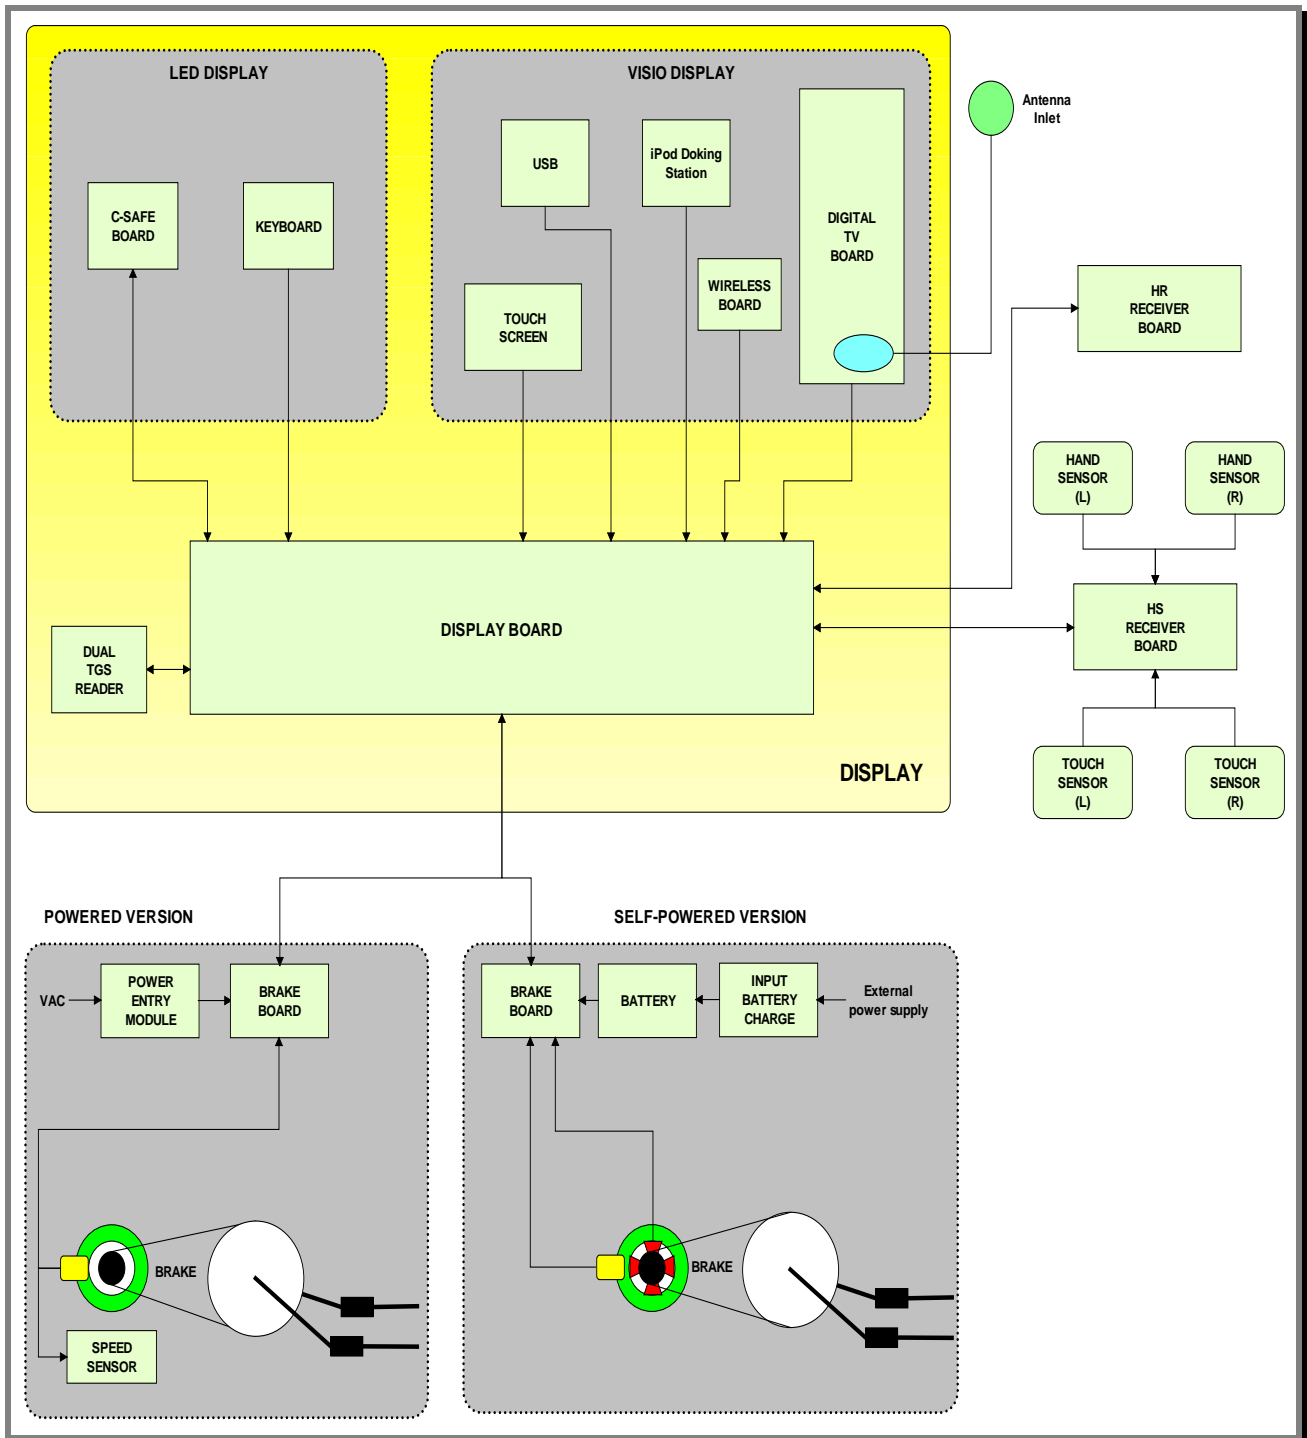 LED DISPLAY
VISIO DISPLAY
Antenna
Inlet
USB
iPod Doking
Station
C-SAFE
BOARD
KEYBOARD
DIGITAL
TV
BOARD
WIRELESS
BOARD
TOUCH
SCREEN
HR
RECEIVER
BOARD
HAND
SENSOR
(L)
HAND
SENSOR
(R)
DISPLAY BOARD
HS
RECEIVER
BOARD
DUAL
TGS
READER
DISPLAY
TOUCH
SENSOR
(L)
TOUCH
SENSOR
(R)
POWERED VERSION
SELF-POWERED VERSION
VAC
POWER
ENTRY
MODULE
BRAKE
BOARD
BRAKE
BOARD
BATTERY
INPUT
BATTERY
CHARGE
External
power supply
BRAKE
BRAKE
SPEED
SENSOR